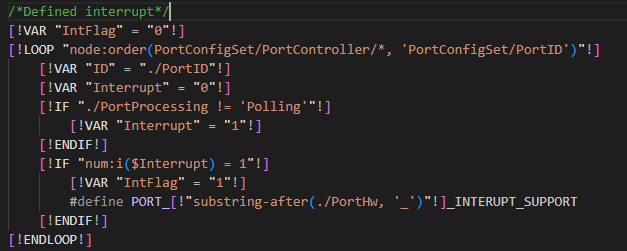 /*Defined interrupt*/
[!VAR "IntFlag" = "0"!]
[!LOOP "node:order(PortConfigSet/PortController/*, 'PortConfigSet/PortID')"!]
    [!VAR "ID" = "./PortID"!]
    [!VAR "Interrupt" = "0"!]
    [!IF "./PortProcessing != 'Polling'"!]
        [!VAR "Interrupt" = "1"!]
    [!ENDIF!]
    [!IF "num:i($Interrupt) = 1"!]
        [!VAR "IntFlag" = "1"!]
        #define PORT_[!"substring-after(./PortHw, '_')"!]_INTERUPT_SUPPORT
    [!ENDIF!]
[!ENDLOOP!]